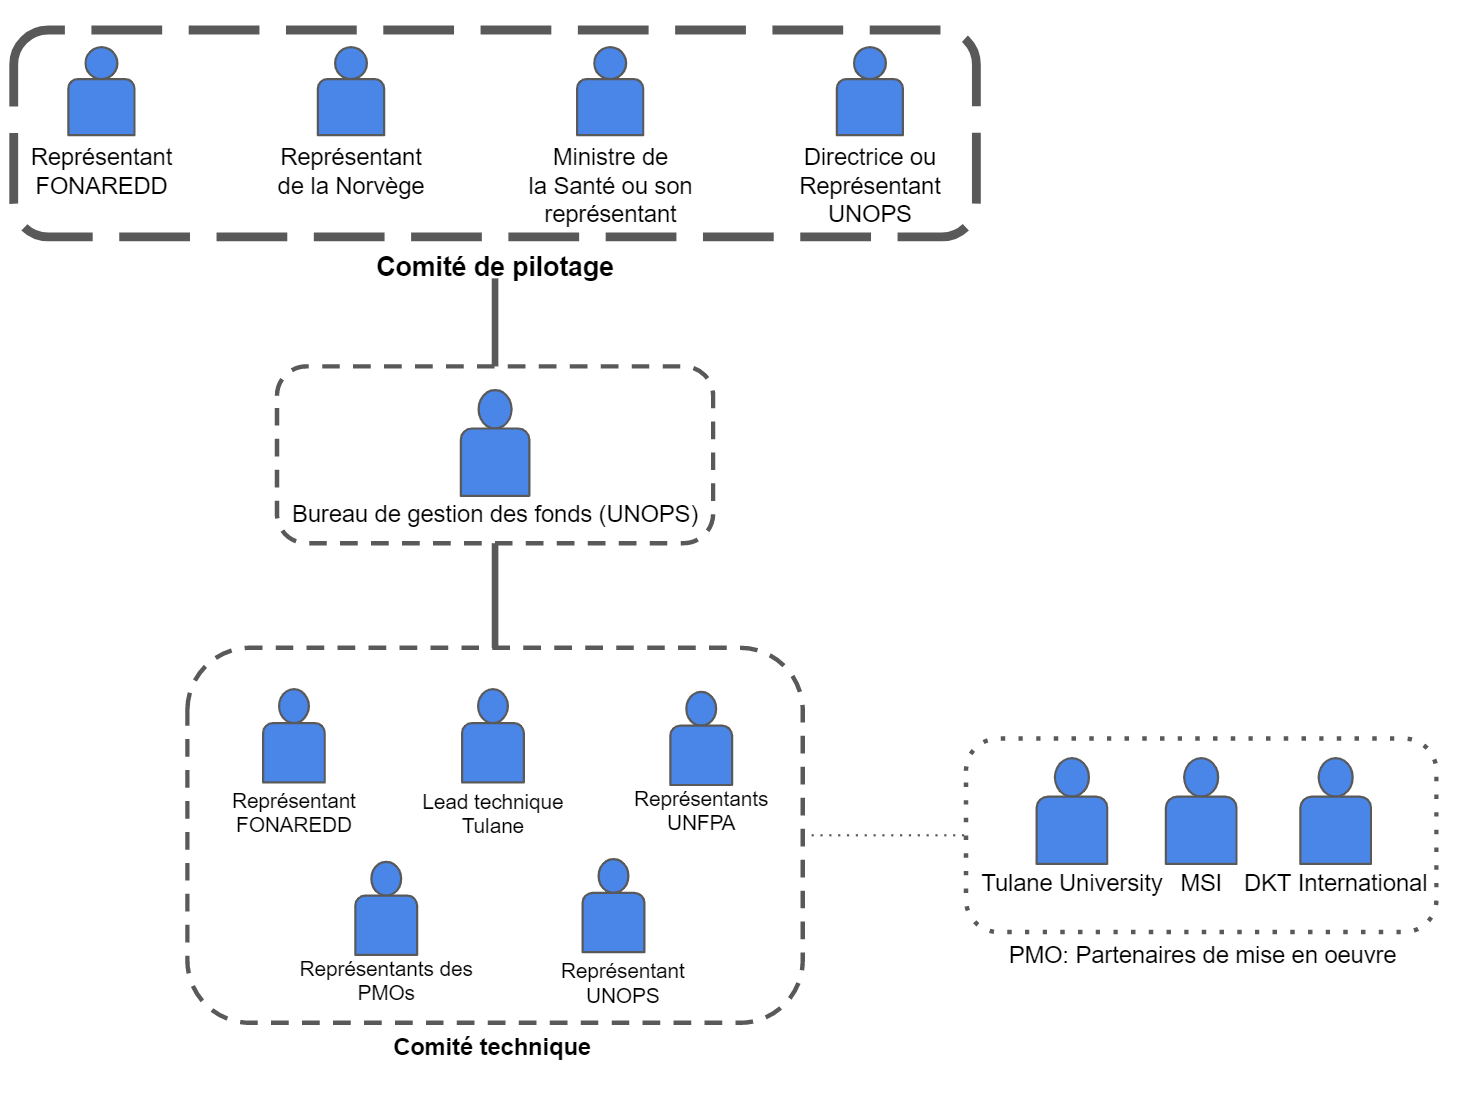 Représentant
FONAREDD
Représentant
de la Norvège
Ministre de
la Santé ou son
représentant
Directrice ou
Représentant
UNOPS
Comité de pilotage
Bureau de gestion des fonds (UNOPS)
Représentant
FONAREDD
Lead technique
Tulane
Représentants
UNFPA
Représentants des
PMOs
Représentant
UNOPS
Comité technique
Tulane University
MSI
DKT International
PMO: Partenaires de mise en oeuvre